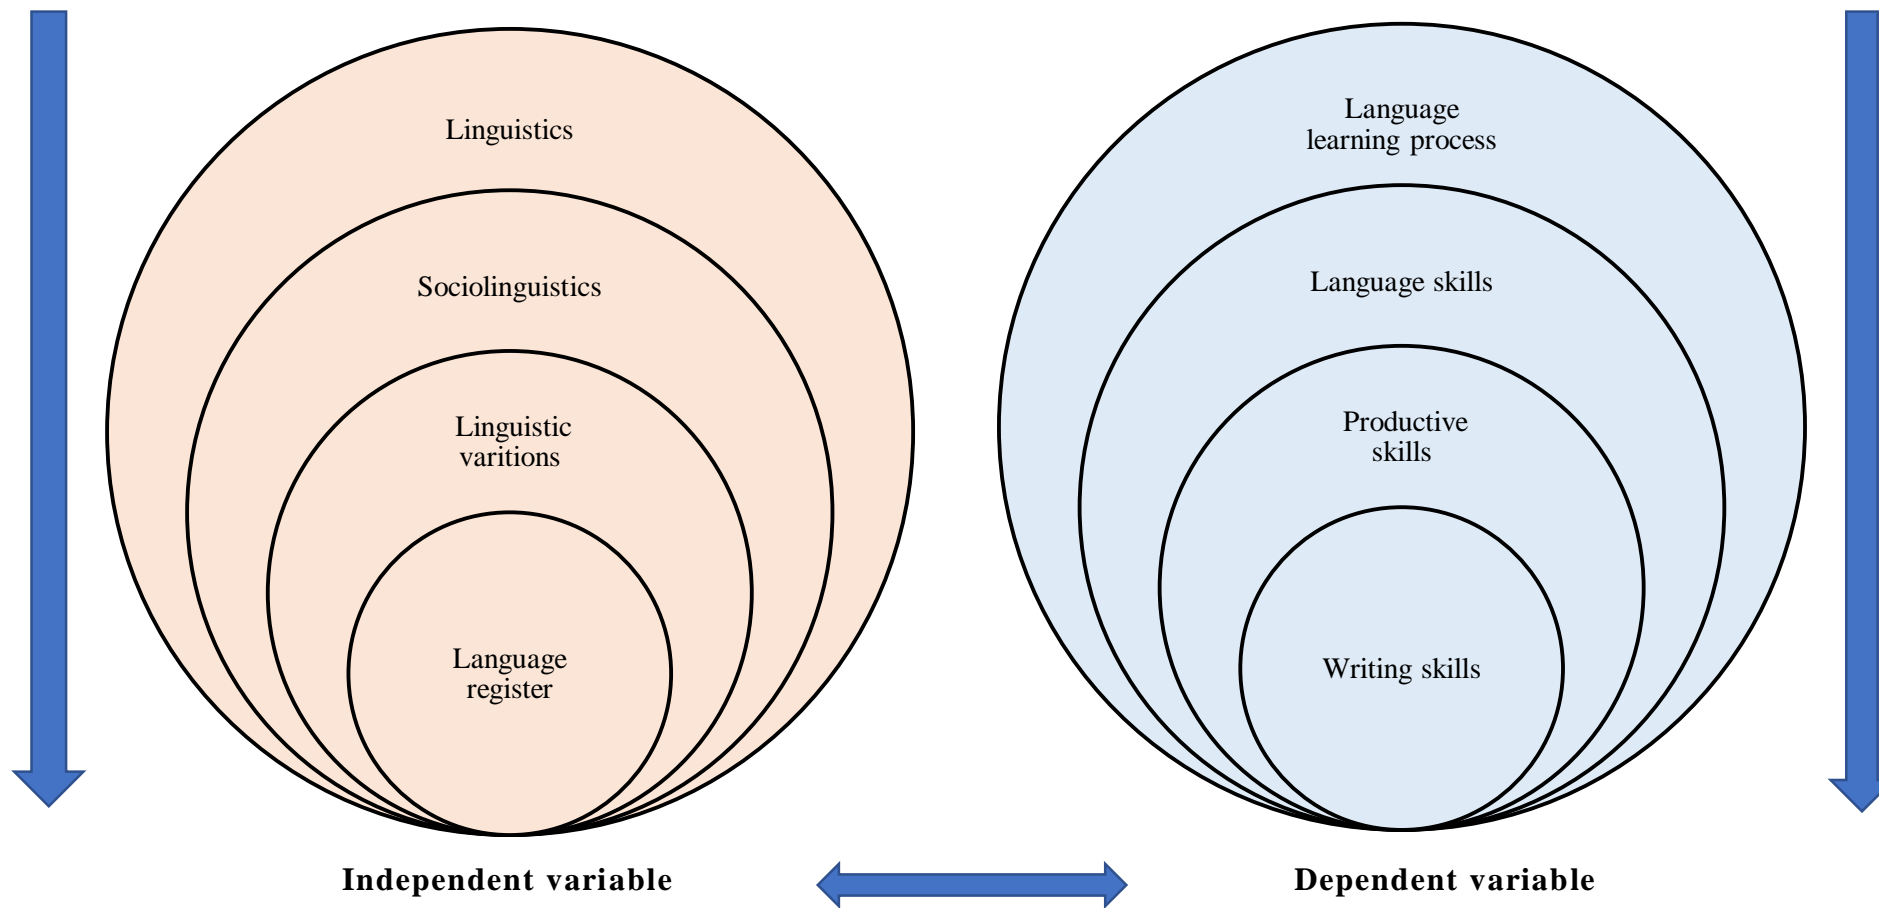 Linguistics
Sociolinguistics
Linguistic
varitions
Language
register
Independent variable
Language
learning process
Language skills
Productive
skills
Writing skills
Dependent variable